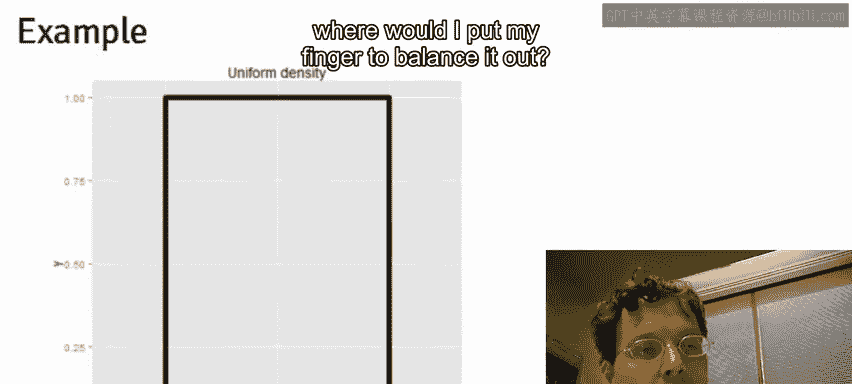 Example
where would I put my
finger to balance it out?
GPT中英字幕课程资源@bilibili.com
Uniform density
1.00
0.75
0.50
y
0.25